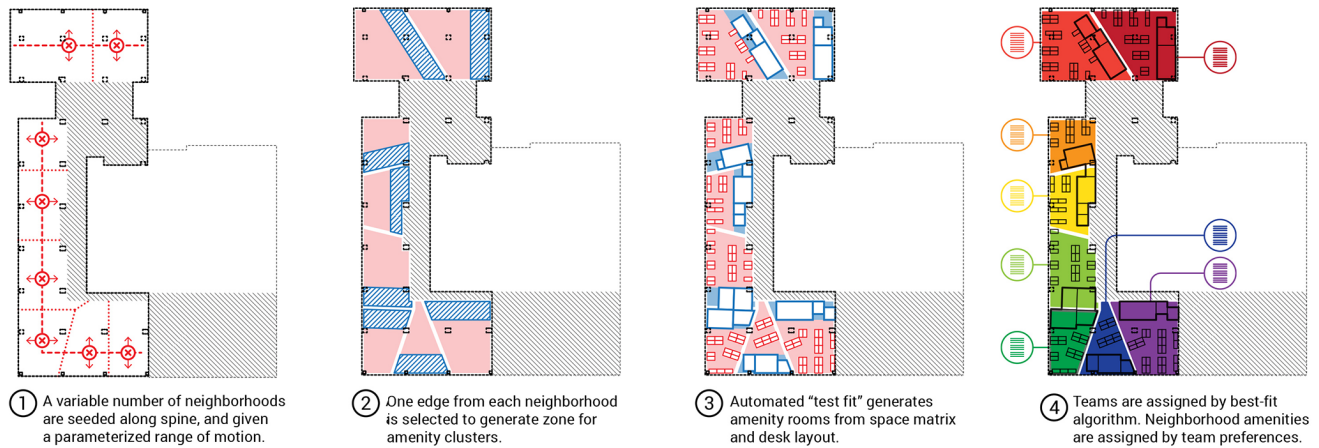 1 A variable number of neighborhoods
are seeded along spine, and given
a parameterized range of motion.
2 One edge from each neighborhood
is selected to generate zone for
amenity clusters.
3 Automated “test fit” generates
amenity rooms from space matrix
and desk layout.
4 Teams are assigned by best-fit
algorithm. Neighborhood amenities
are assigned by team preferences.